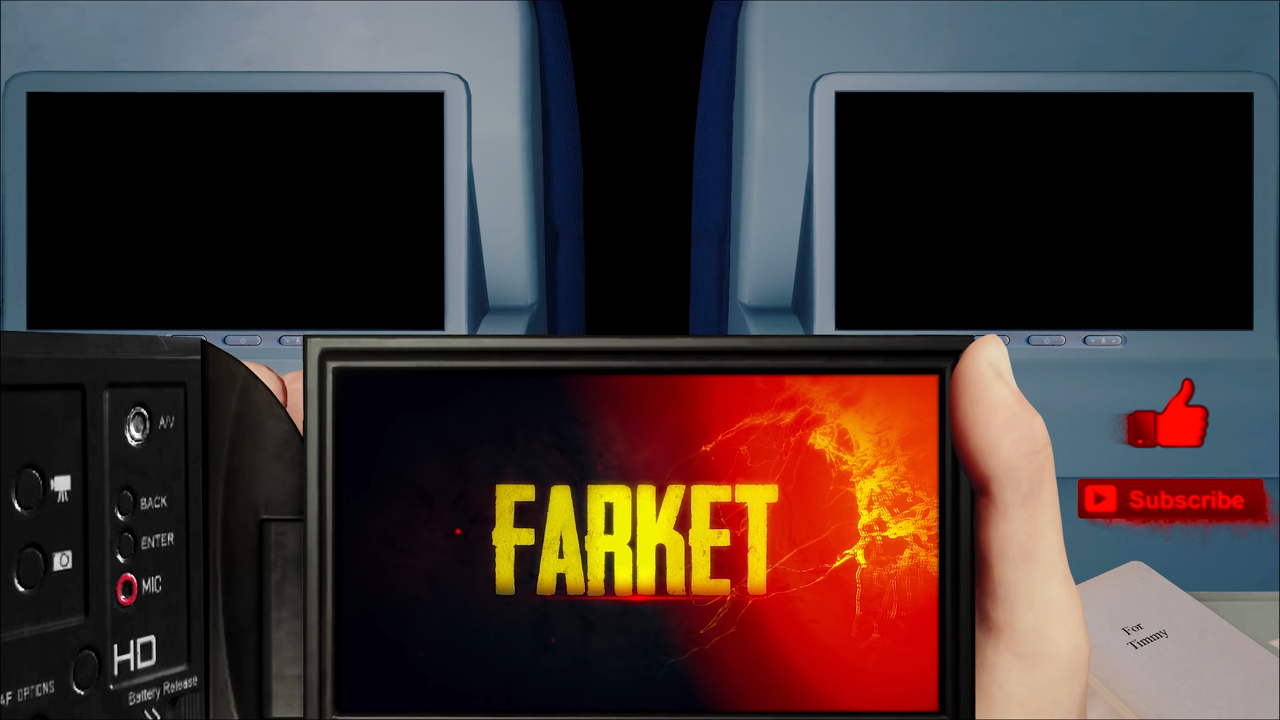 FARKET
A/V
BACK
ENTER
MIC
HD
AF OPTIONS
Battery Release
Subscribe
For
Timmy